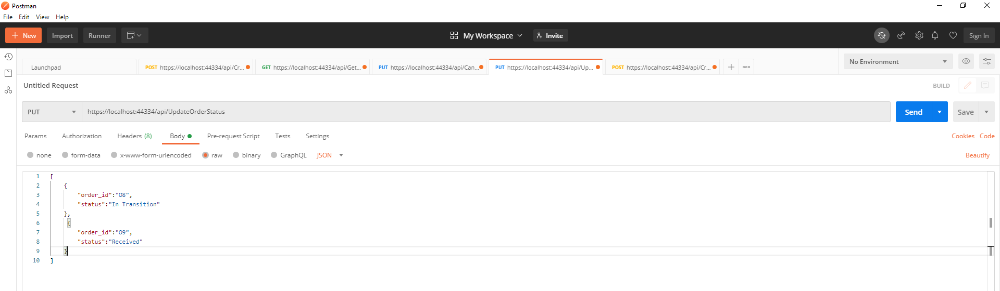 Postman
File Edit View Help
+ New Import Runner My Workspace Invite Sign In
Launchpad POST https://localhost:44334/api/Cr... GET https://localhost:44334/api/Get... PUT https://localhost:44334/api/Can... PUT https://localhost:44334/api/Up... POST https://localhost:44334/api/Cr... No Environment
Untitled Request BUILD
PUT https://localhost:44334/api/UpdateOrderStatus Send Save
Params Authorization Headers (8) Body Pre-request Script Tests Settings Cookies Code
none form-data x-www-form-urlencoded raw binary GraphQL JSON Beautify
1 [
2 {
3 "order_id":"O8",
4 "status":"In Transition"
5 },
6 {
7 "order_id":"O9",
8 "status":"Received"
9 }
10 ]